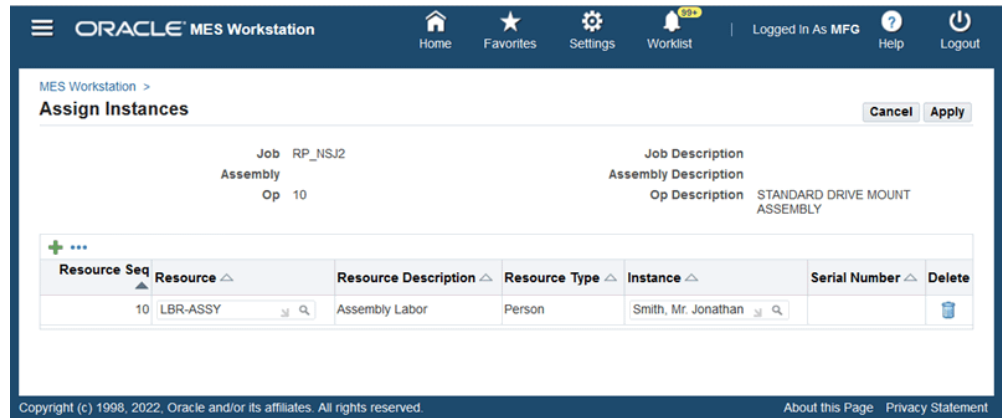 ORACLE MES Workstation
Home
Favorites
Settings
99+
Worklist
Logged In As MFG
?
Help
Logout
MES Workstation >
Assign Instances
Cancel
Apply
Job RP_NSJ2
Job Description
Assembly
Assembly Description
Op 10
Op Description STANDARD DRIVE MOUNT
ASSEMBLY
Resource Seq Resource Resource Description Resource Type Instance Serial Number Delete
10 LBR-ASSY Assembly Labor Person Smith, Mr. Jonathan
Copyright (c) 1998, 2022, Oracle and/or its affiliates. All rights reserved.
About this Page Privacy Statement